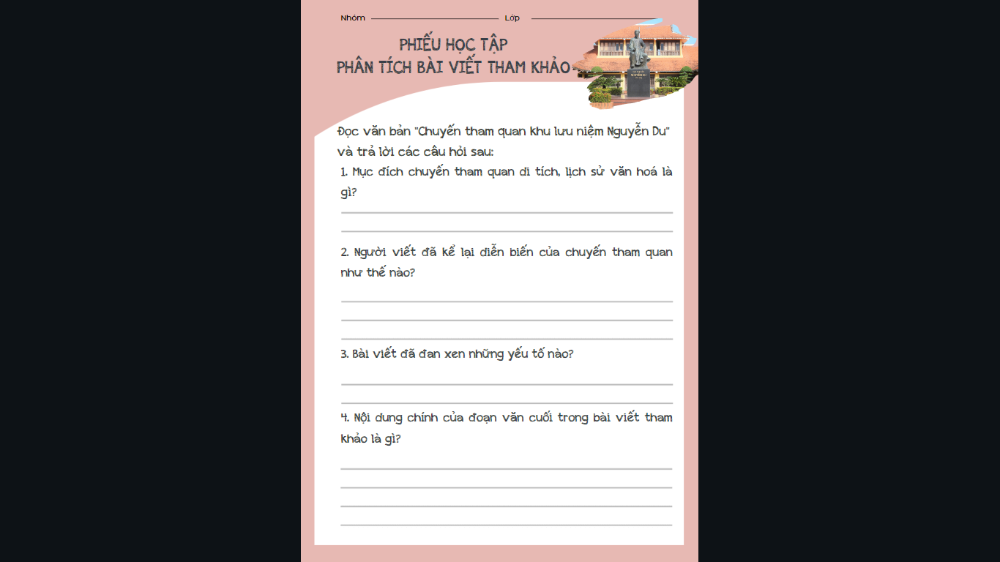 Nhóm Lớp
PHIẾU HỌC TẬP
PHÂN TÍCH BÀI VIẾT THAM KHẢO
Đọc văn bản "Chuyến tham quan khu lưu niệm Nguyễn Du"
và trả lời các câu hỏi sau:
1. Mục đích chuyến tham quan di tích, lịch sử văn hoá là
gì?
2. Người viết đã kể lại diễn biến của chuyến tham quan
như thế nào?
3. Bài viết đã đan xen những yếu tố nào?
4. Nội dung chính của đoạn văn cuối trong bài viết tham
khảo là gì?